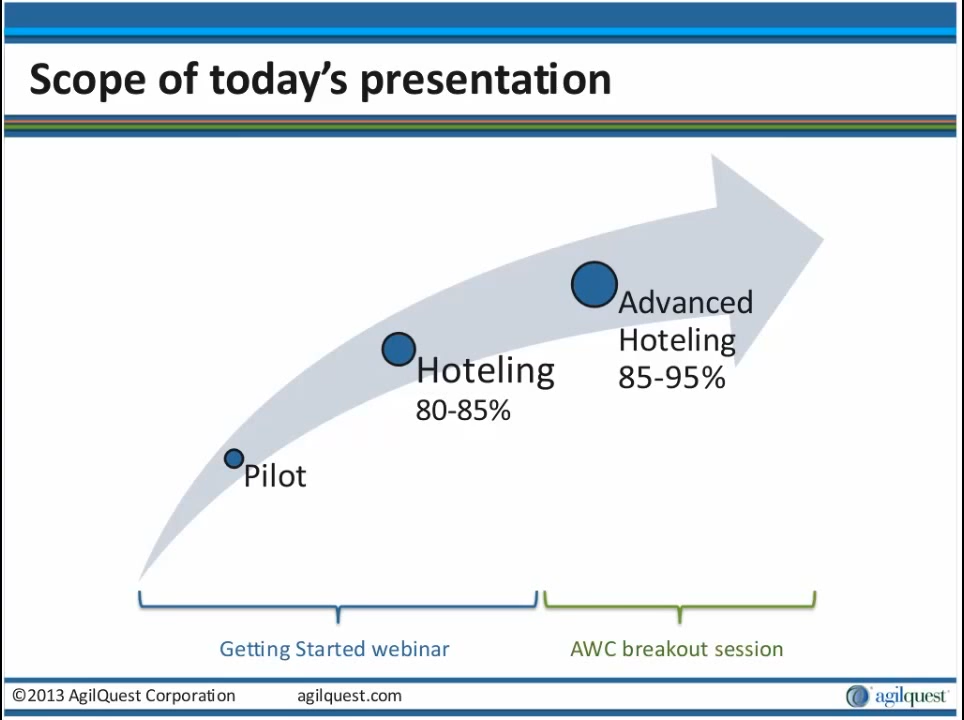 Scope of today's presentation
Advanced
Hoteling
85-95%
Hoteling
80-85%
Pilot
Getting Started webinar
AWC breakout session
©2013 AgilQuest Corporation
agilquest.com
agilquest